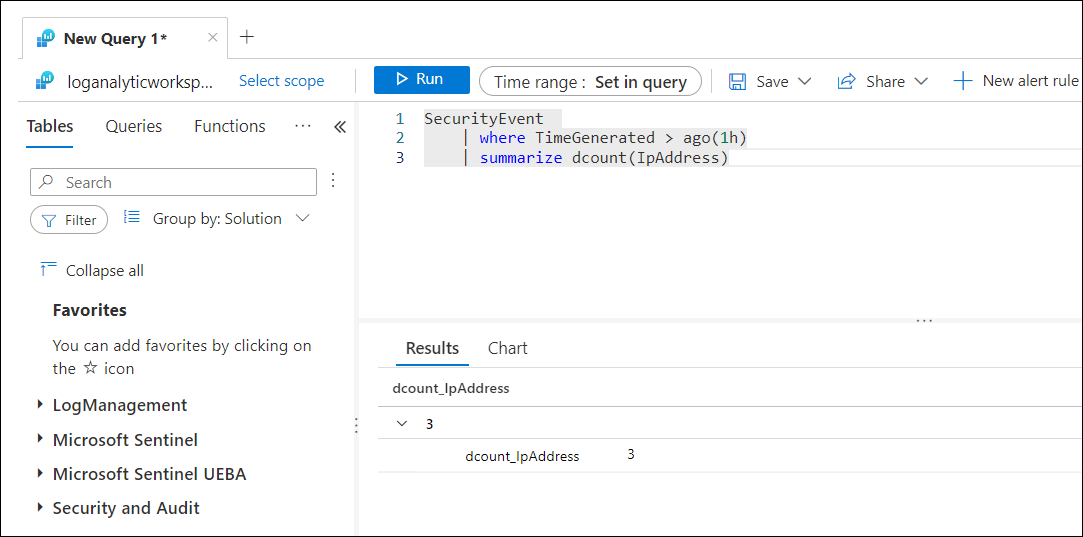 New Query 1*
loganalyticworksp... Select scope Run Time range : Set in query Save Share New alert rule
Tables Queries Functions ...
1 SecurityEvent
2 | where TimeGenerated > ago(1h)
3 | summarize dcount(IpAddress)
Search
Filter Group by: Solution
Collapse all
Favorites
You can add favorites by clicking on
the ☆ icon
LogManagement
Microsoft Sentinel
Microsoft Sentinel UEBA
Security and Audit
Results Chart
dcount_IpAddress
3
dcount_IpAddress 3